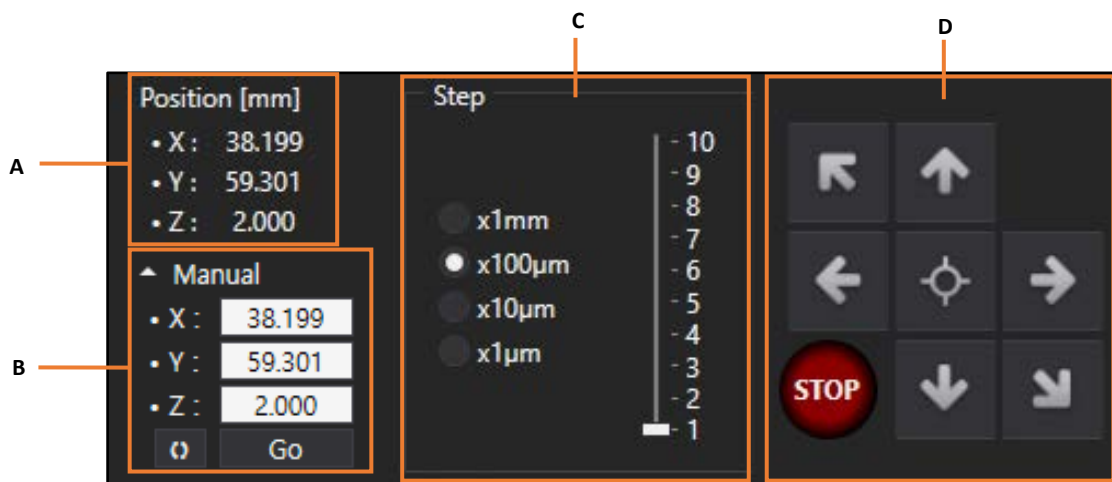 C
D
A
B
Position [mm]
• X : 38.199
• Y : 59.301
• Z : 2.000
Manual
• X : 38.199
• Y : 59.301
• Z : 2.000
Go
Step
x1mm
x100µm
x10µm
x1µm
- 10
- 9
- 8
- 7
- 6
- 5
- 4
- 3
- 2
- 1
STOP